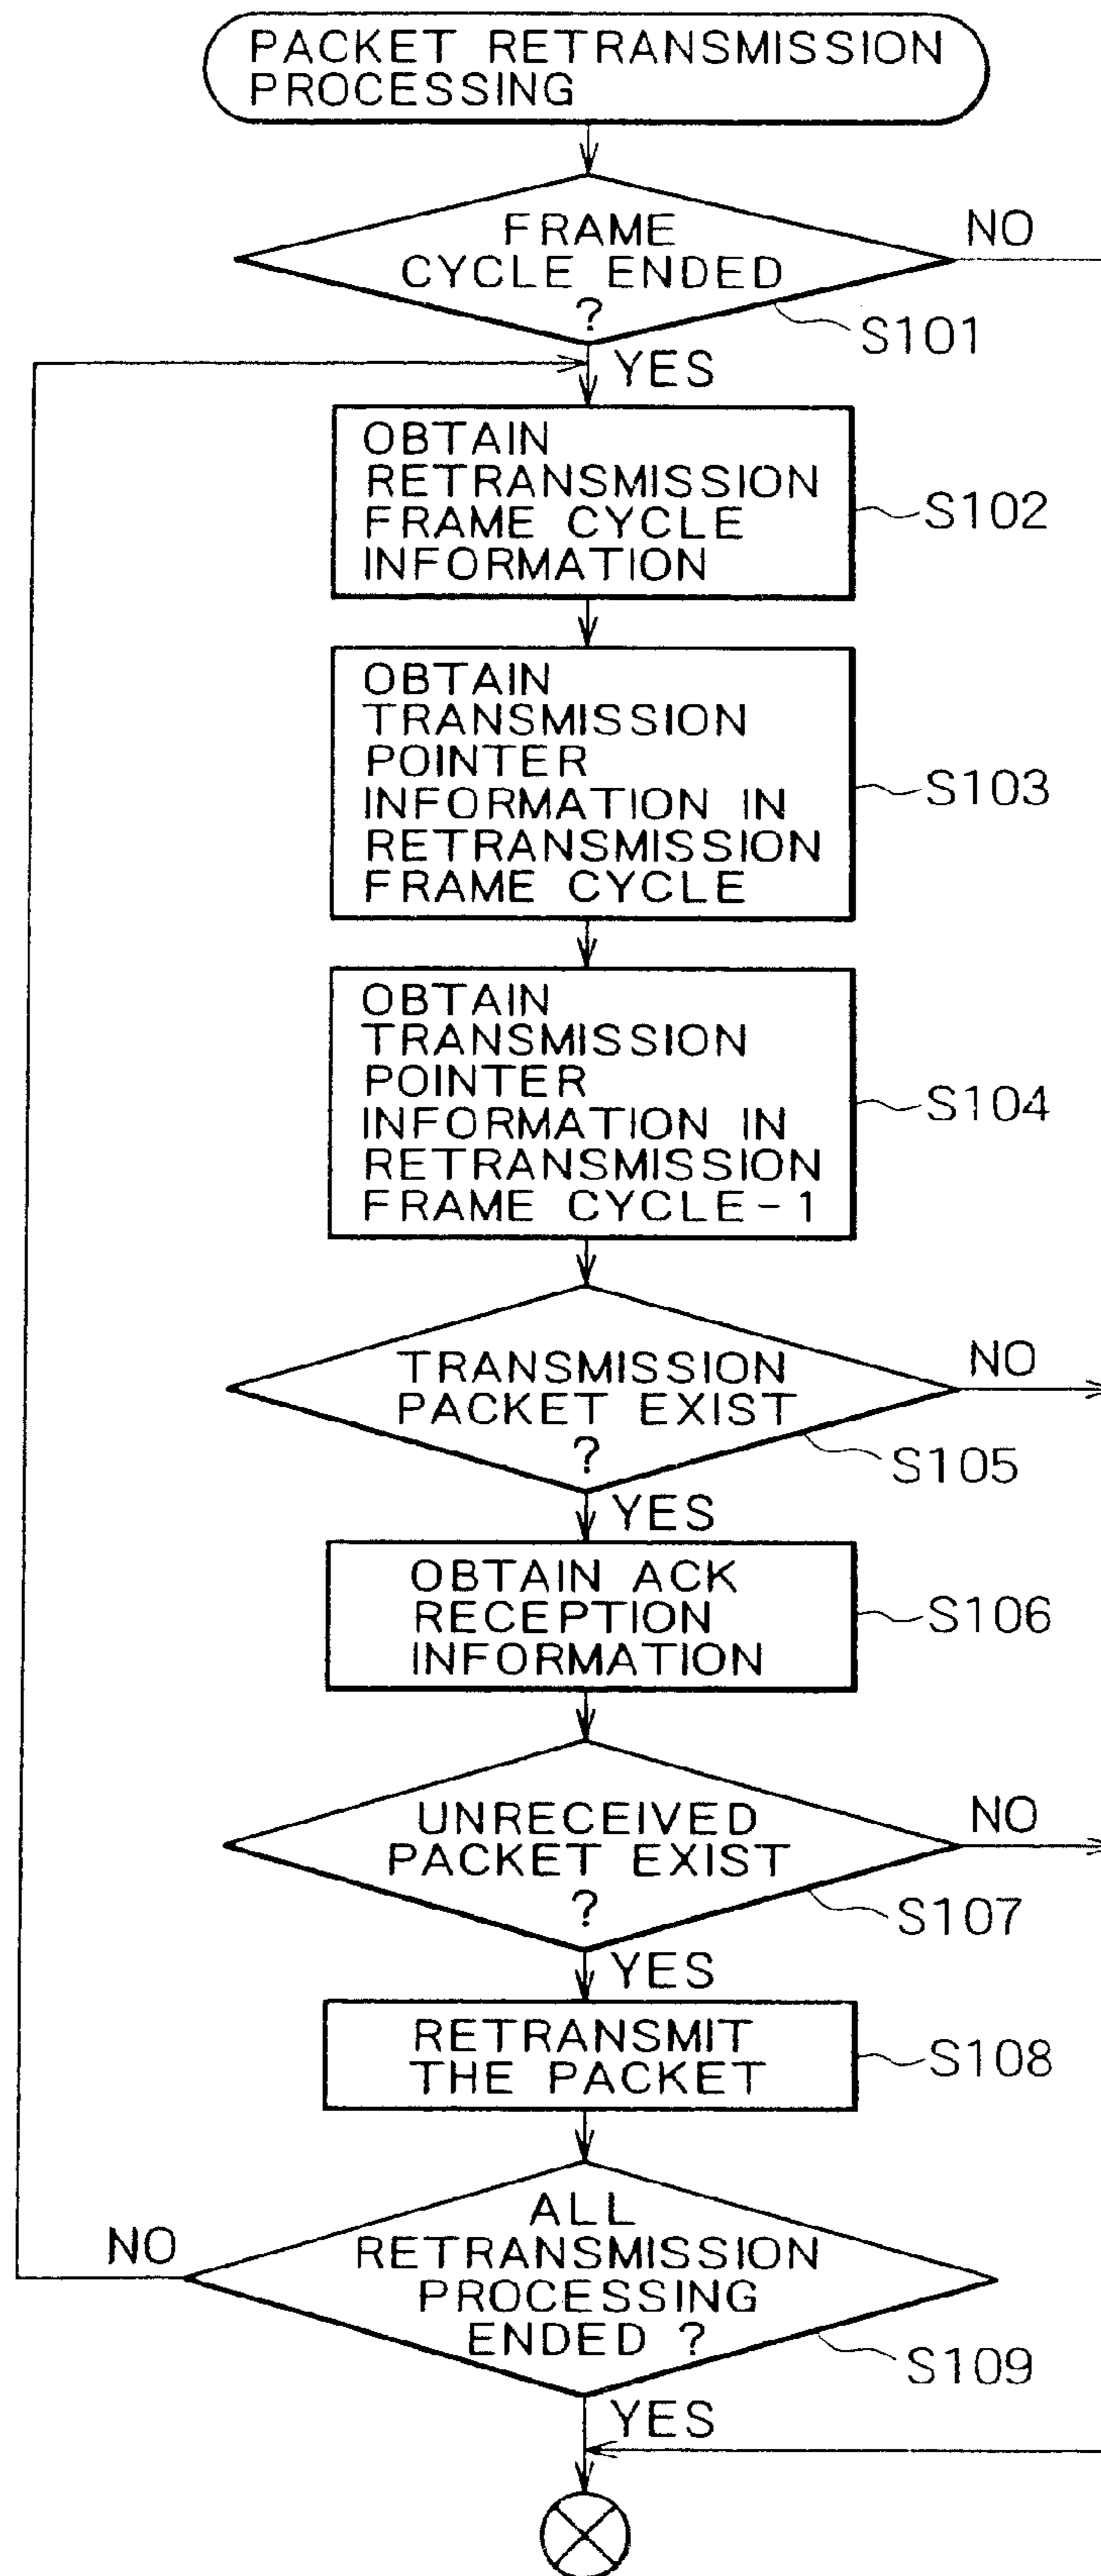 PACKET RETRANSMISSION
PROCESSING
FRAME
CYCLE ENDED
?
NO
S101
YES
OBTAIN
RETRANSMISSION
FRAME CYCLE
INFORMATION
S102
OBTAIN
TRANSMISSION
POINTER
INFORMATION IN
RETRANSMISSION
FRAME CYCLE
S103
OBTAIN
TRANSMISSION
POINTER
INFORMATION IN
RETRANSMISSION
FRAME CYCLE-1
S104
TRANSMISSION
PACKET EXIST
?
NO
S105
YES
OBTAIN ACK
RECEPTION
INFORMATION
S106
UNRECEIVED
PACKET EXIST
?
NO
S107
YES
RETRANSMIT
THE PACKET
S108
ALL
RETRANSMISSION
PROCESSING
ENDED ?
NO
S109
YES